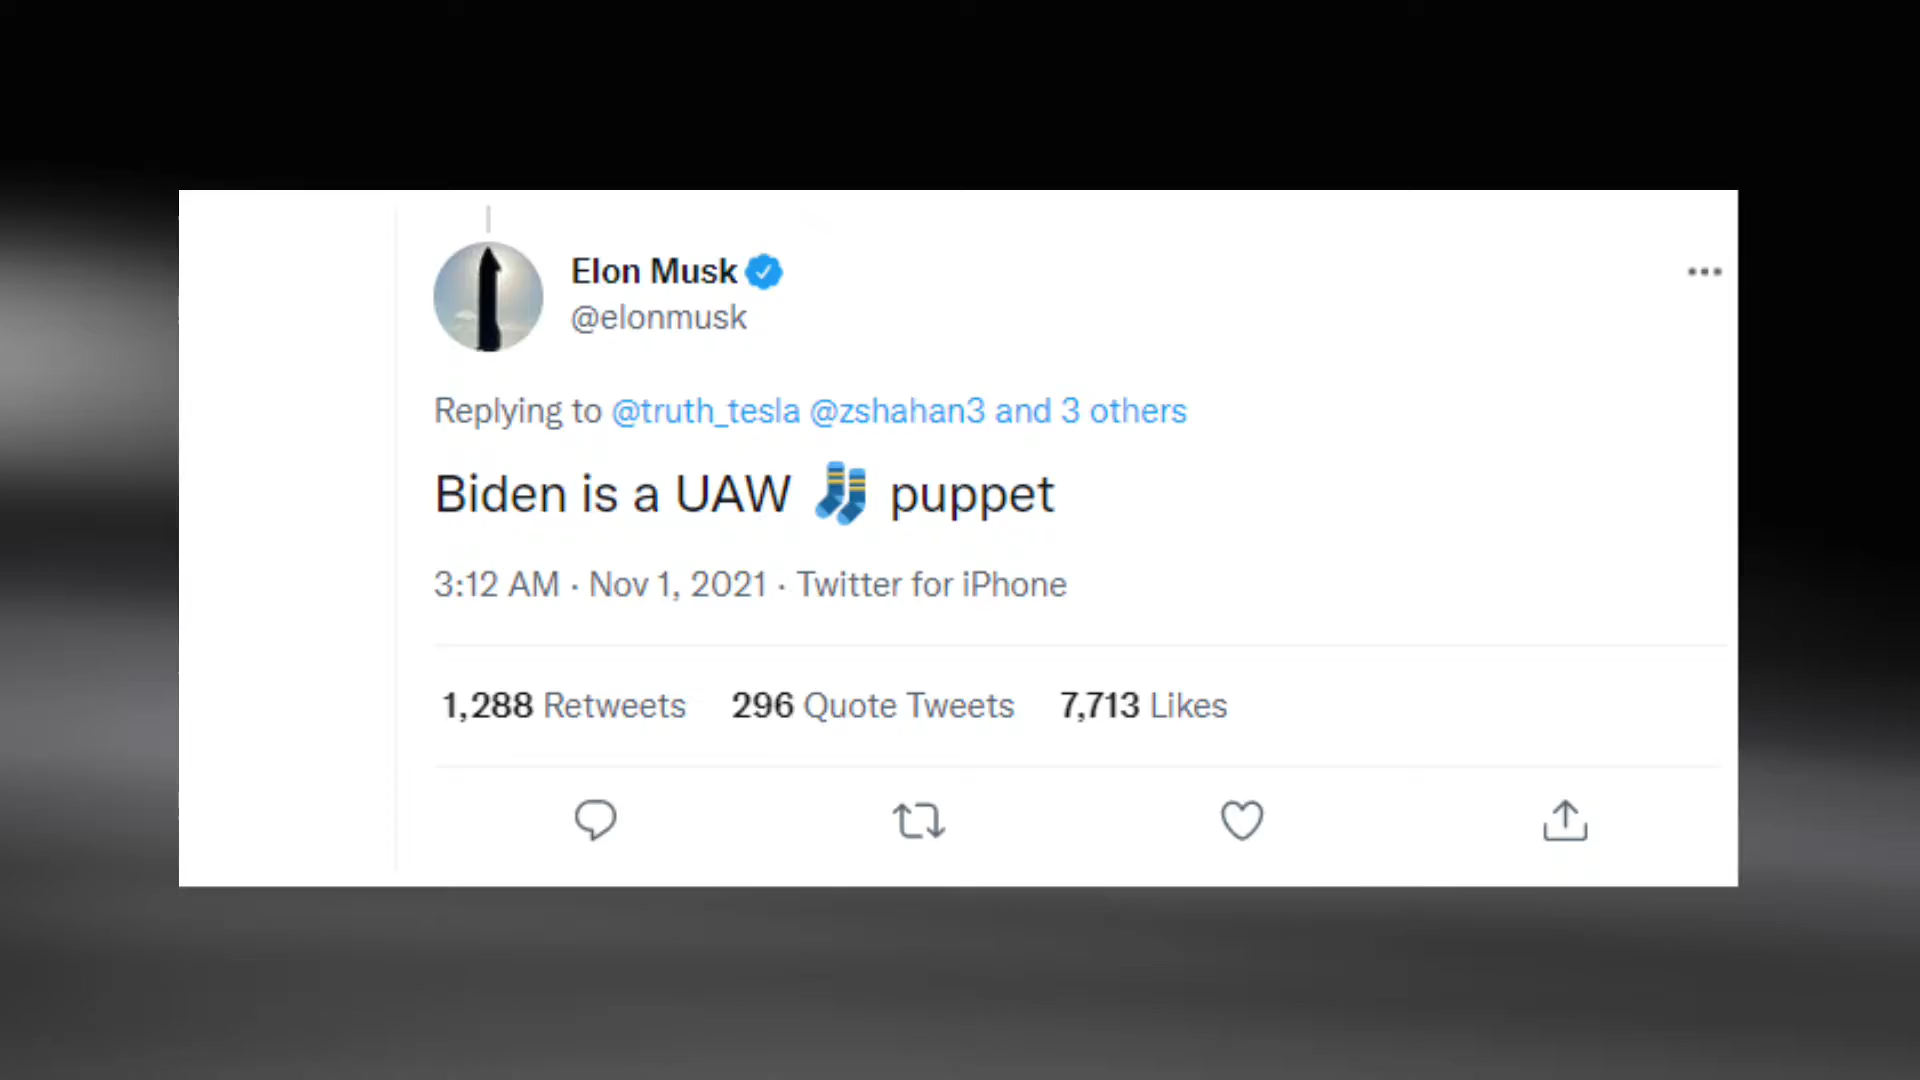 Elon Musk
@elonmusk
Replying to @truth_tesla @zshahan3 and 3 others
Biden is a UAW 🧦 puppet
3:12 AM · Nov 1, 2021 · Twitter for iPhone
1,288 Retweets 296 Quote Tweets 7,713 Likes